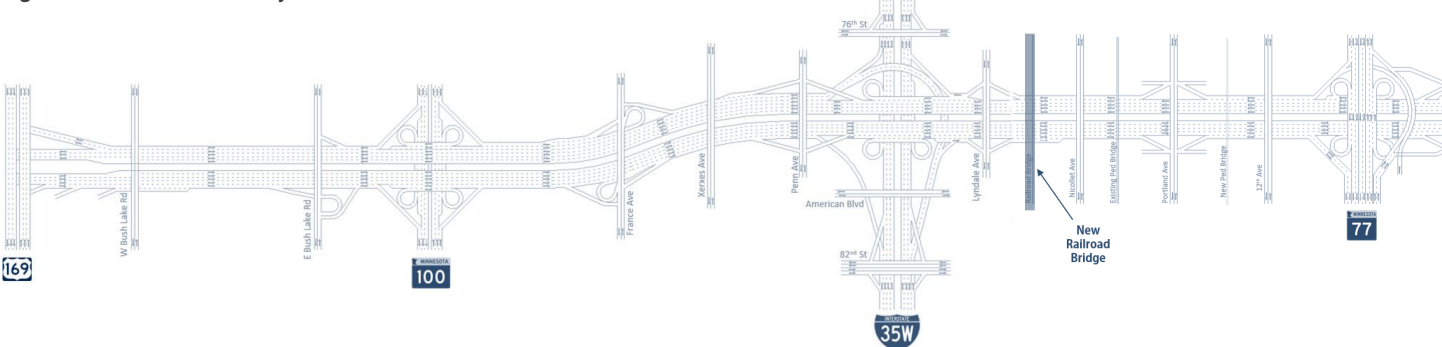 76th St
W Bush Lake Rd
E Bush Lake Rd
France Ave
Xerxes Ave
Penn Ave
American Blvd
82nd St
Lyndale Ave
Railroad Bridge
Nicollet Ave
Existing Ped Bridge
Portland Ave
New Ped Bridge
12th Ave
New
Railroad
Bridge
169
MINNESOTA
100
INTERSTATE
35W
MINNESOTA
77